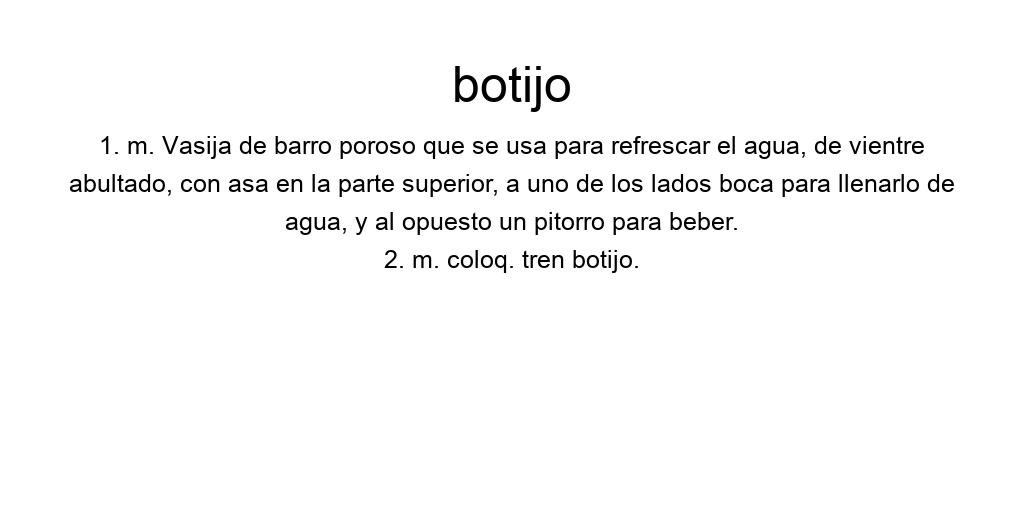 botijo
1. m. Vasija de barro poroso que se usa para refrescar el agua, de vientre
abultado, con asa en la parte superior, a uno de los lados boca para llenarlo de
agua, y al opuesto un pitorro para beber.
2. m. coloq. tren botijo.